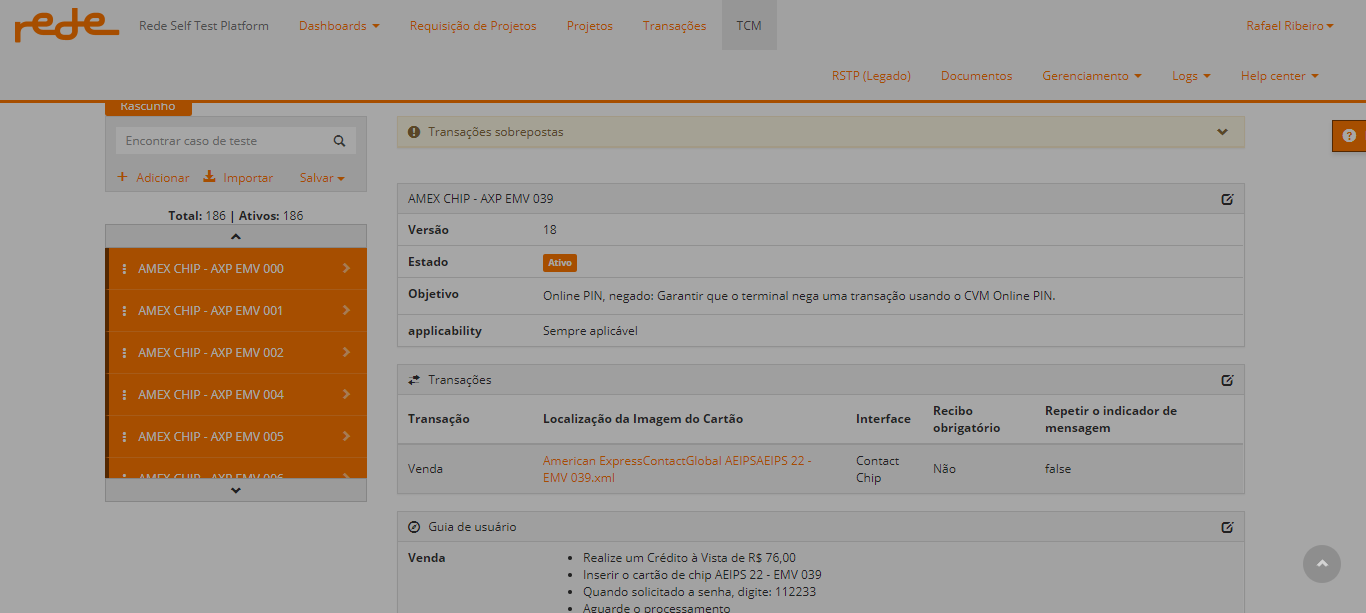 rede Rede Self Test Platform Dashboards Requisição de Projetos Projetos Transações TCM Rafael Ribeiro
RSTP (Legado) Documentos Gerenciamento Logs Help center
Rascunho
Encontrar caso de teste
Adicionar Importar Salvar
Total: 186 | Ativos: 186
AMEX CHIP - AXP EMV 000
AMEX CHIP - AXP EMV 001
AMEX CHIP - AXP EMV 002
AMEX CHIP - AXP EMV 004
AMEX CHIP - AXP EMV 005
AMEX CHIP - AXP EMV 006
Transações sobrepostas
AMEX CHIP - AXP EMV 039
Versão 18
Estado Ativo
Objetivo Online PIN, negado: Garantir que o terminal nega uma transação usando o CVM Online PIN.
applicability Sempre aplicável
Transações
Transação Localização da Imagem do Cartão Interface Recibo obrigatório Repetir o indicador de mensagem
Venda American ExpressContactGlobal AEIPSAEIPS 22 - EMV 039.xml Contact Chip Não false
Guia de usuário
Venda
Realize um Crédito à Vista de R$ 76,00
Inserir o cartão de chip AEIPS 22 - EMV 039
Quando solicitado a senha, digite: 112233
Aguarde o processamento